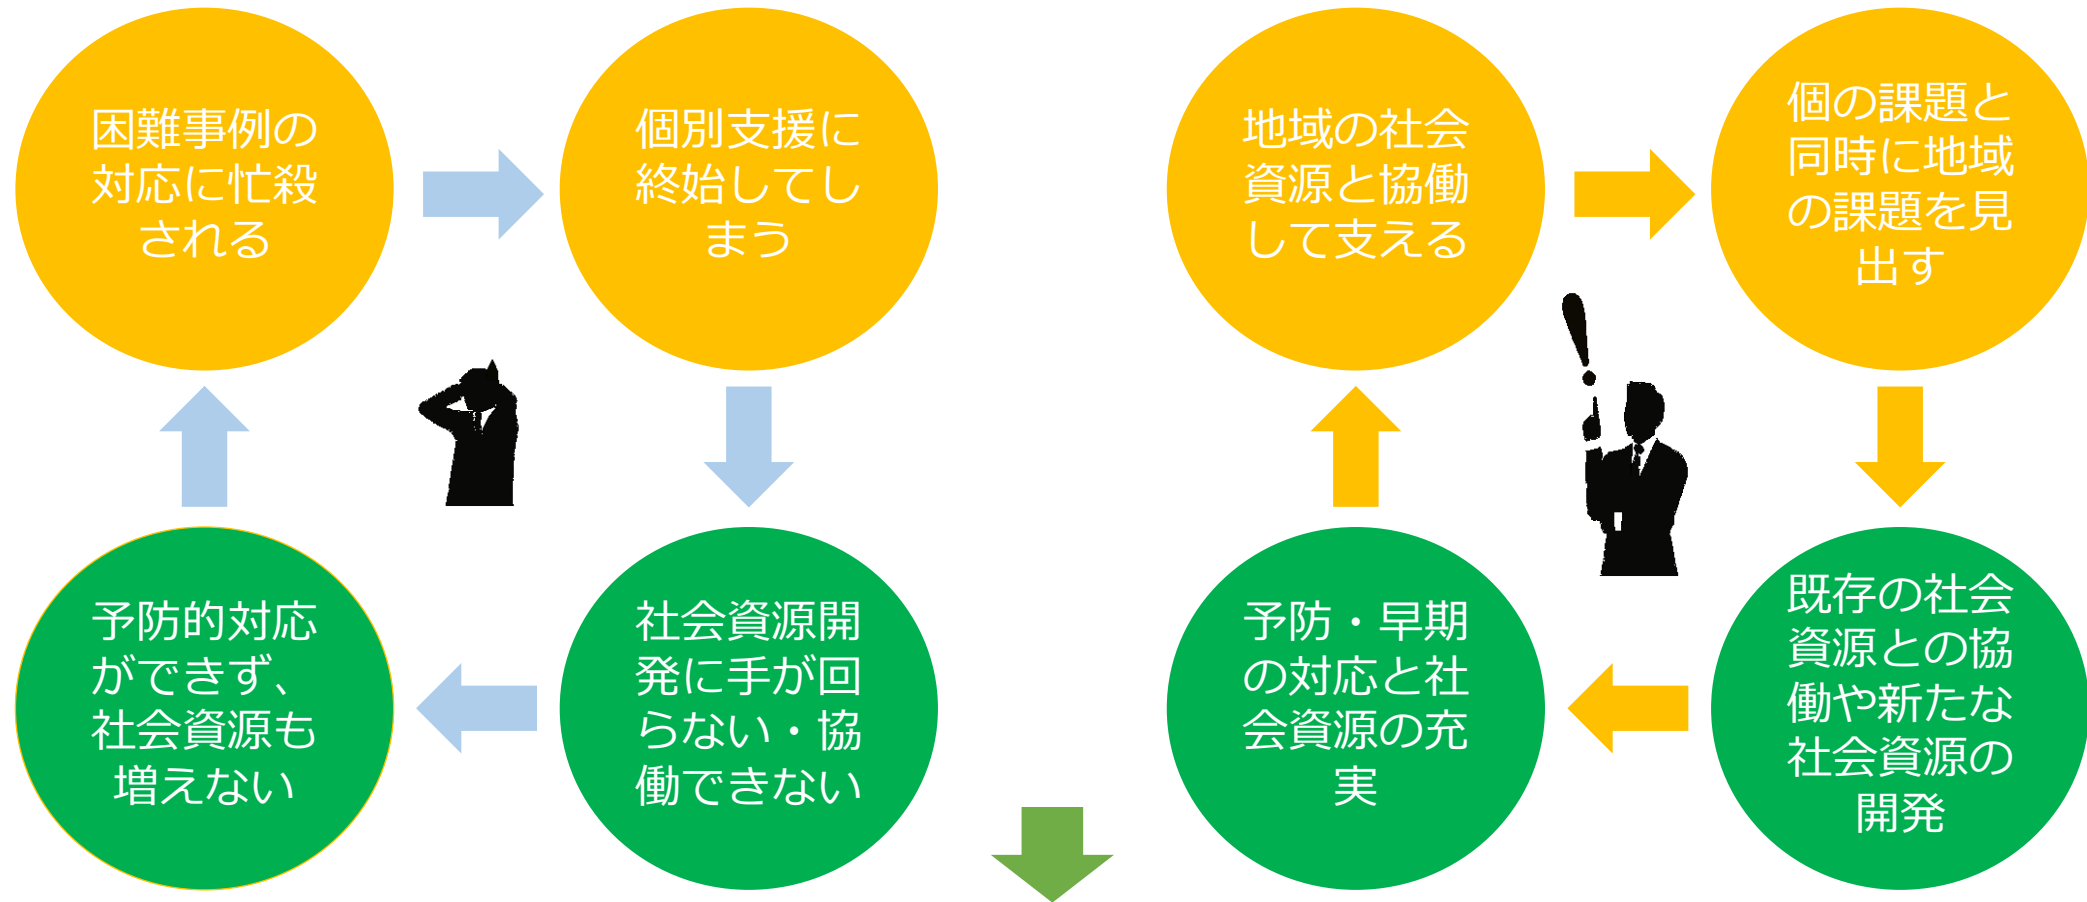 困難事例の
対応に忙殺
される
個別支援に
終始してし
まう
社会資源開
発に手が回
らない・協
働できない
予防的対応
ができず、
社会資源も
増えない
地域の社会
資源と協働
して支える
個の課題と
同時に地域
の課題を見
出す
既存の社会
資源との協
働や新たな
社会資源の
開発
予防・早期
の対応と社
会資源の充
実